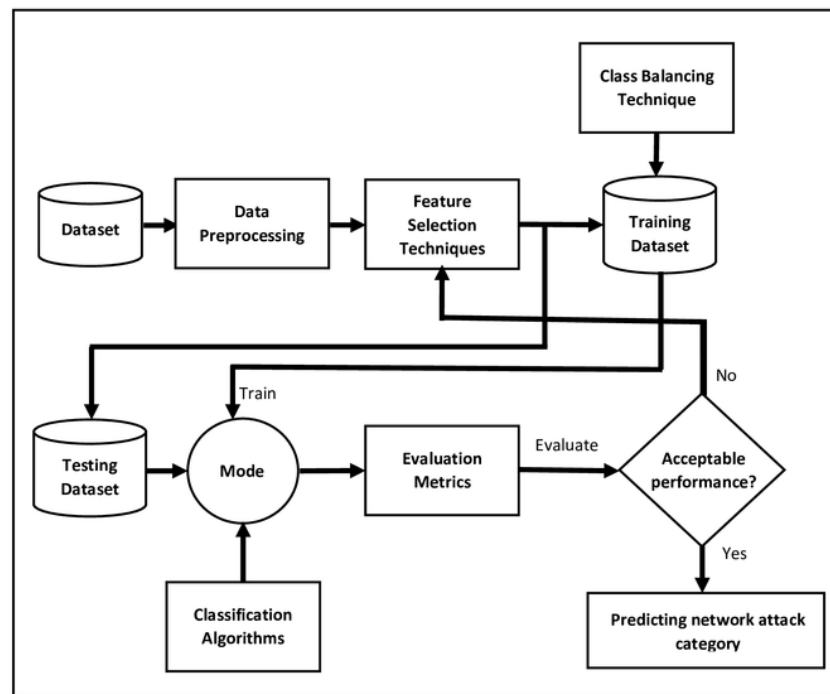 Class Balancing
Technique
Dataset
Data
Preprocessing
Feature
Selection
Techniques
Training
Dataset
Train
No
Testing
Dataset
Mode
Evaluation
Metrics
Evaluate
Acceptable
performance?
Yes
Classification
Algorithms
Predicting network attack
category